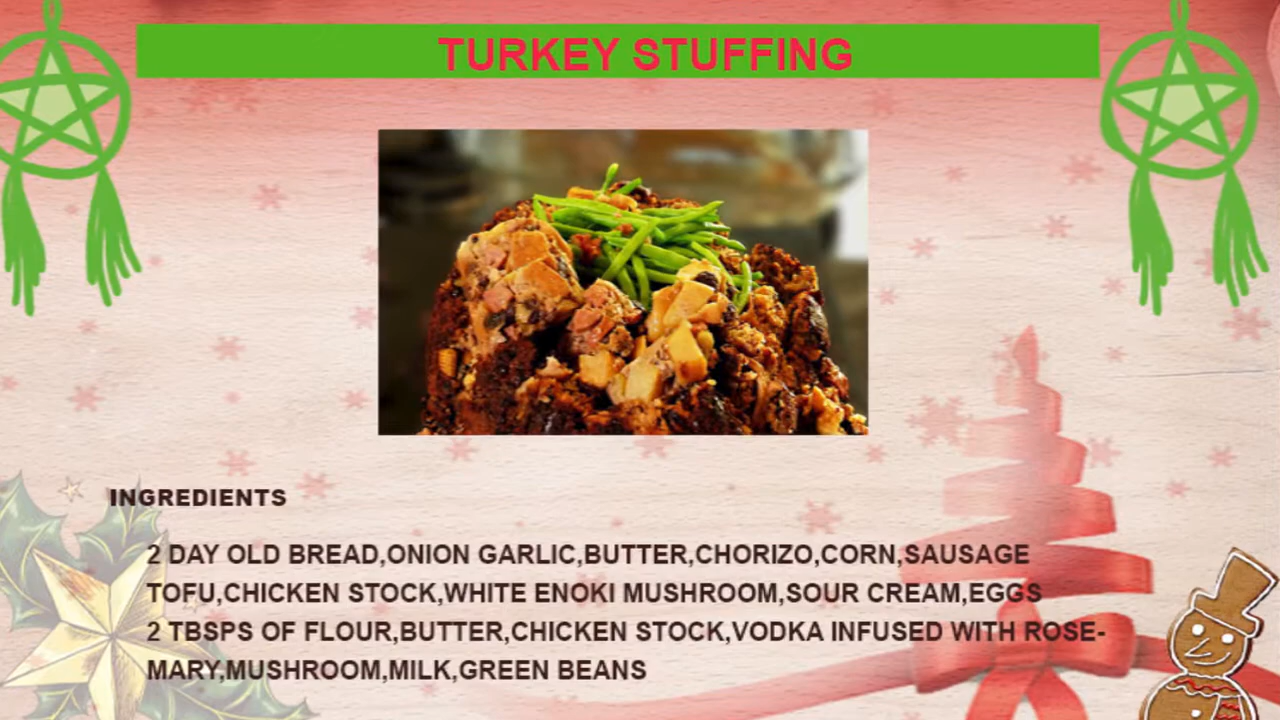 TURKEY STUFFING
INGREDIENTS
2 DAY OLD BREAD,ONION GARLIC,BUTTER,CHORIZO,CORN,SAUSAGE
TOFU,CHICKEN STOCK,WHITE ENOKI MUSHROOM,SOUR CREAM,EGGS
2 TBSPS OF FLOUR,BUTTER,CHICKEN STOCK,VODKA INFUSED WITH ROSE-
MARY,MUSHROOM,MILK,GREEN BEANS